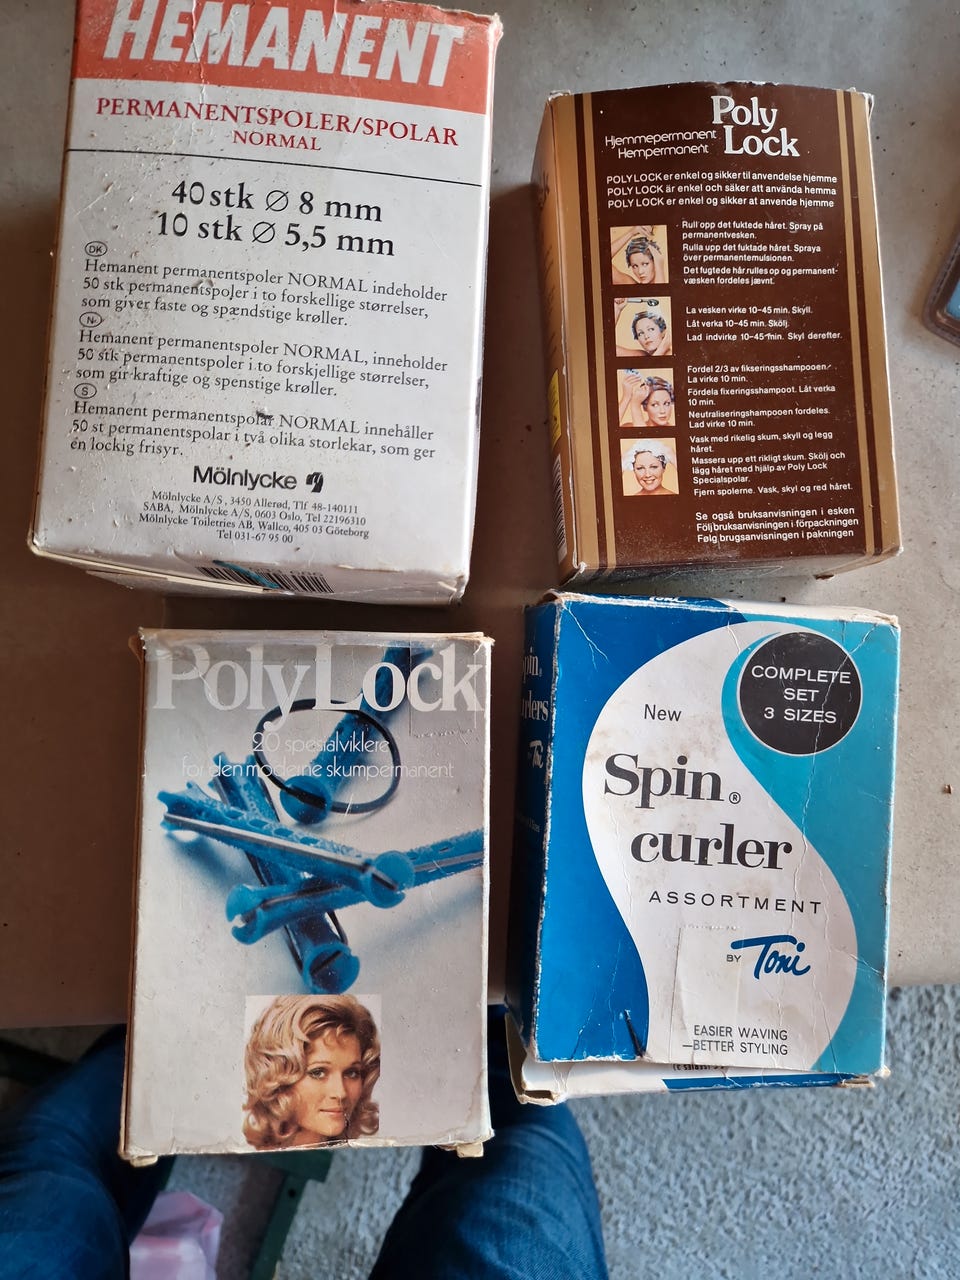 HEMANENT
PERMANENTSPOLER/SPOLAR
NORMAL
40 stk Ø 8 mm
10 stk Ø 5,5 mm
DK
Hemanent permanentspoler NORMAL indeholder
50 stk permanentspoler i to forskellige størrelser,
som giver faste og spændstige krøller.
N
Hemanent permanentspoler NORMAL, inneholder
50 stk permanentspoler i to forskjellige størrelser,
som gir kraftige og spenstige krøller.
S
Hemanent permanentspolar NORMAL innehåller
50 st permanentspolar i två olika storlekar, som ger
en lockig frisyr.
Mölnlycke
Mölnlycke A/S, 3450 Allerød, Tlf 48-140111
SABA, Mölnlycke A/S, 0603 Oslo, Tel 22196310
Mölnlycke Toiletries AB, Wallco, 405 03 Göteborg
Tel 031-67 95 00
Poly
Lock
Hjemmepermanent
Hempermanent
POLY LOCK er enkel og sikker til anvendelse hjemme
POLY LOCK är enkel och säker att använda hemma
POLY LOCK er enkel og sikker at anvende hjemme
Rull opp det fuktede håret. Spray på
permanentvesken.
Rulla upp det fuktade håret. Spraya
över permanentemulsionen.
Det fugtede hår rulles op og permanent-
væsken fordeles jævnt.
La vesken virke 10-45 min. Skyll.
Låt verka 10-45 min. Skölj.
Lad indvirke 10-45 min. Skyl derefter.
Fordel 2/3 av fikseringsshampooen.
La virke 10 min.
Fördela fixeringsshampoot. Låt verka
10 min.
Neutraliseringshampooen fordeles.
Lad virke 10 min.
Vask med rikelig skum, skyll og legg
håret.
Massera upp ett rikligt skum. Skölj och
lägg håret med hjälp av Poly Lock
Specialspolar.
Fjern spolerne. Vask, skyl og red håret.
Se også bruksanvisningen i esken
Följ bruksanvisningen i förpackningen
Følg brugsanvisningen i pakningen
Poly Lock
20 spesialviklere
for den moderne skumpermanent
Spin®
curlers
by Toni
COMPLETE
SET
3 SIZES
New
Spin®
curler
ASSORTMENT
BY Toni
EASIER WAVING
—BETTER STYLING